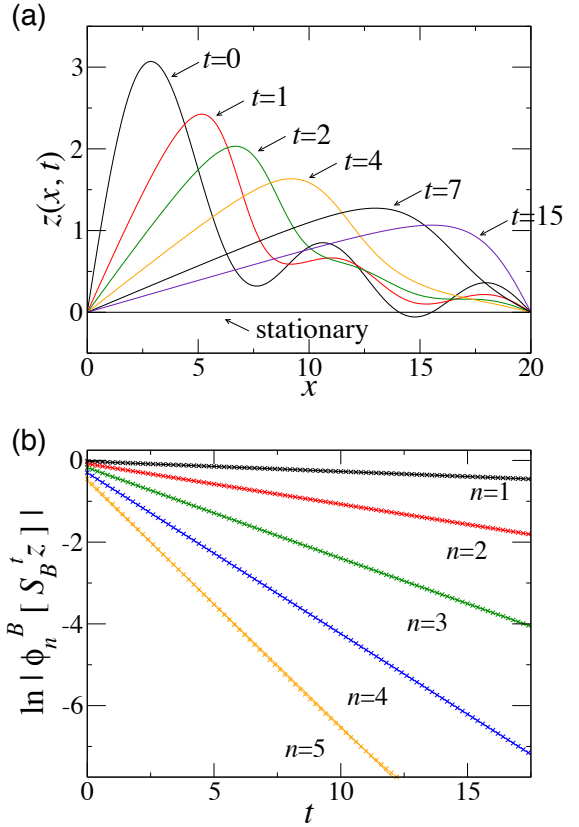 (a)
3
2
1
0
z(x, t)
t=0
t=1
t=2
t=4
t=7
t=15
stationary
0
5
10
15
20
x
(b)
0
-2
-4
-6
ln | ϕ_n^B [ S_B^t z ] |
n=1
n=2
n=3
n=4
n=5
0
5
10
15
t